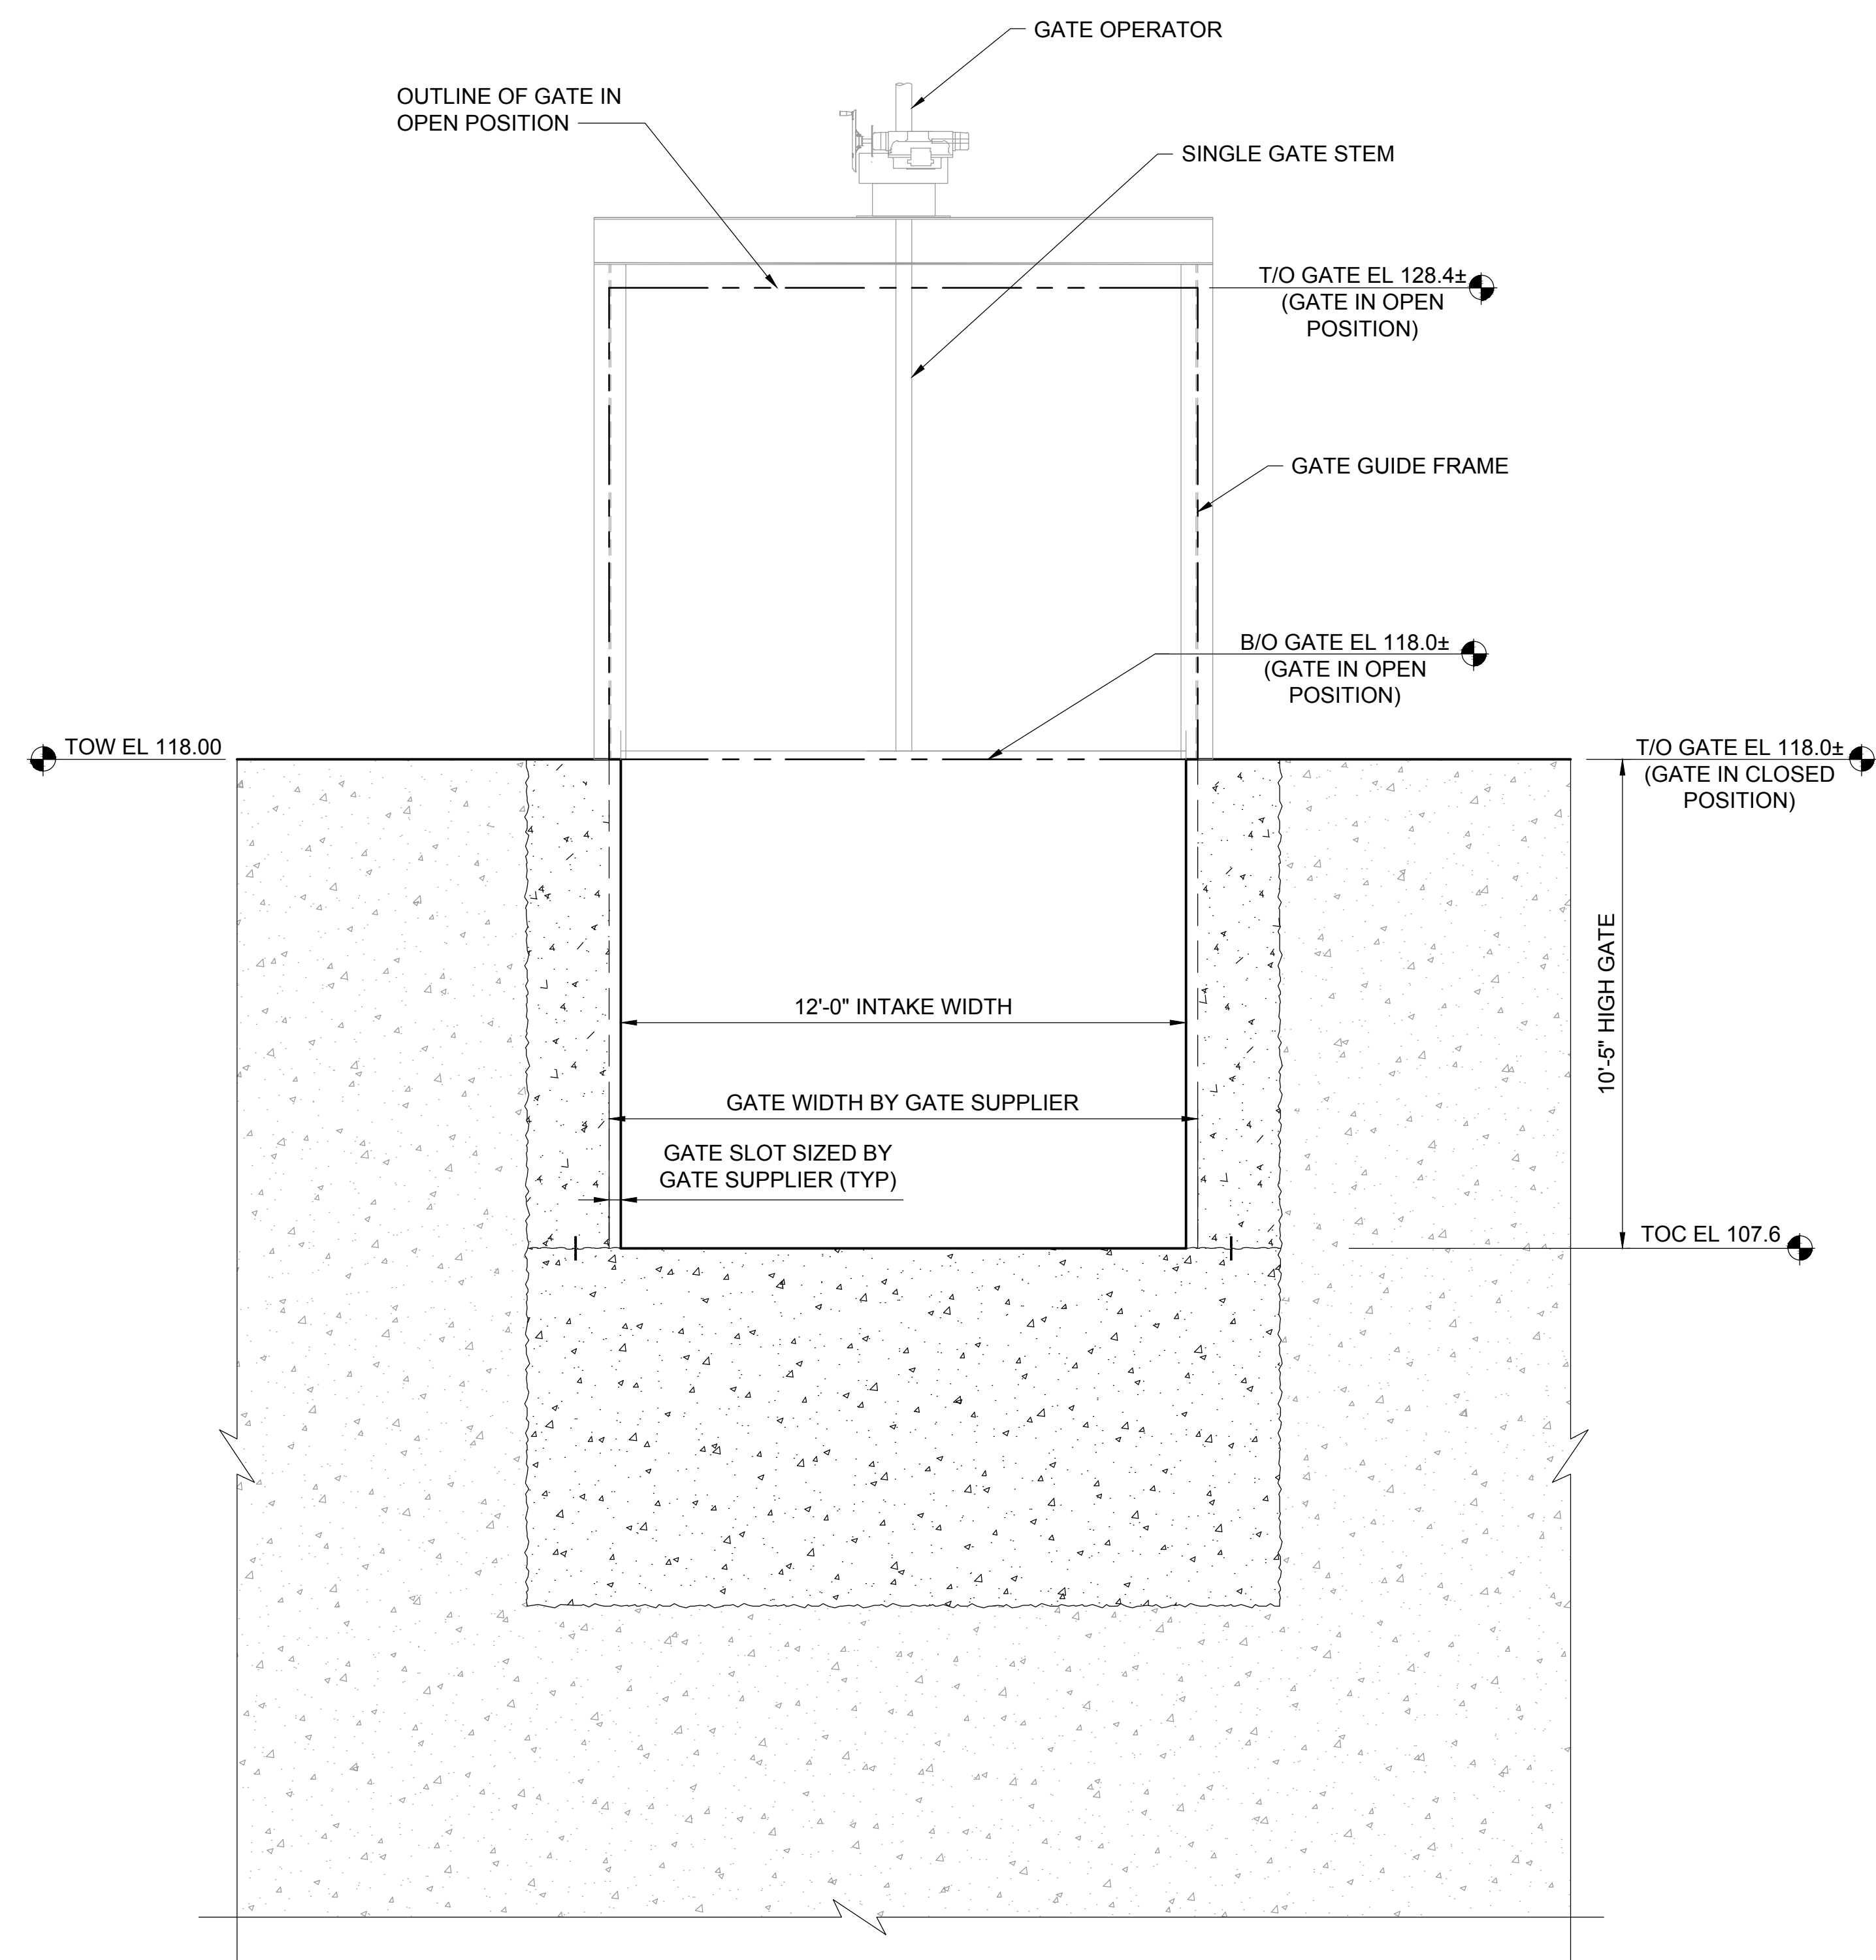 GATE OPERATOR
OUTLINE OF GATE IN
OPEN POSITION
SINGLE GATE STEM
T/O GATE EL 128.4±
(GATE IN OPEN
POSITION)
GATE GUIDE FRAME
B/O GATE EL 118.0±
(GATE IN OPEN
POSITION)
TOW EL 118.00
T/O GATE EL 118.0±
(GATE IN CLOSED
POSITION)
10'-5" HIGH GATE
12'-0" INTAKE WIDTH
GATE WIDTH BY GATE SUPPLIER
GATE SLOT SIZED BY
GATE SUPPLIER (TYP)
TOC EL 107.6